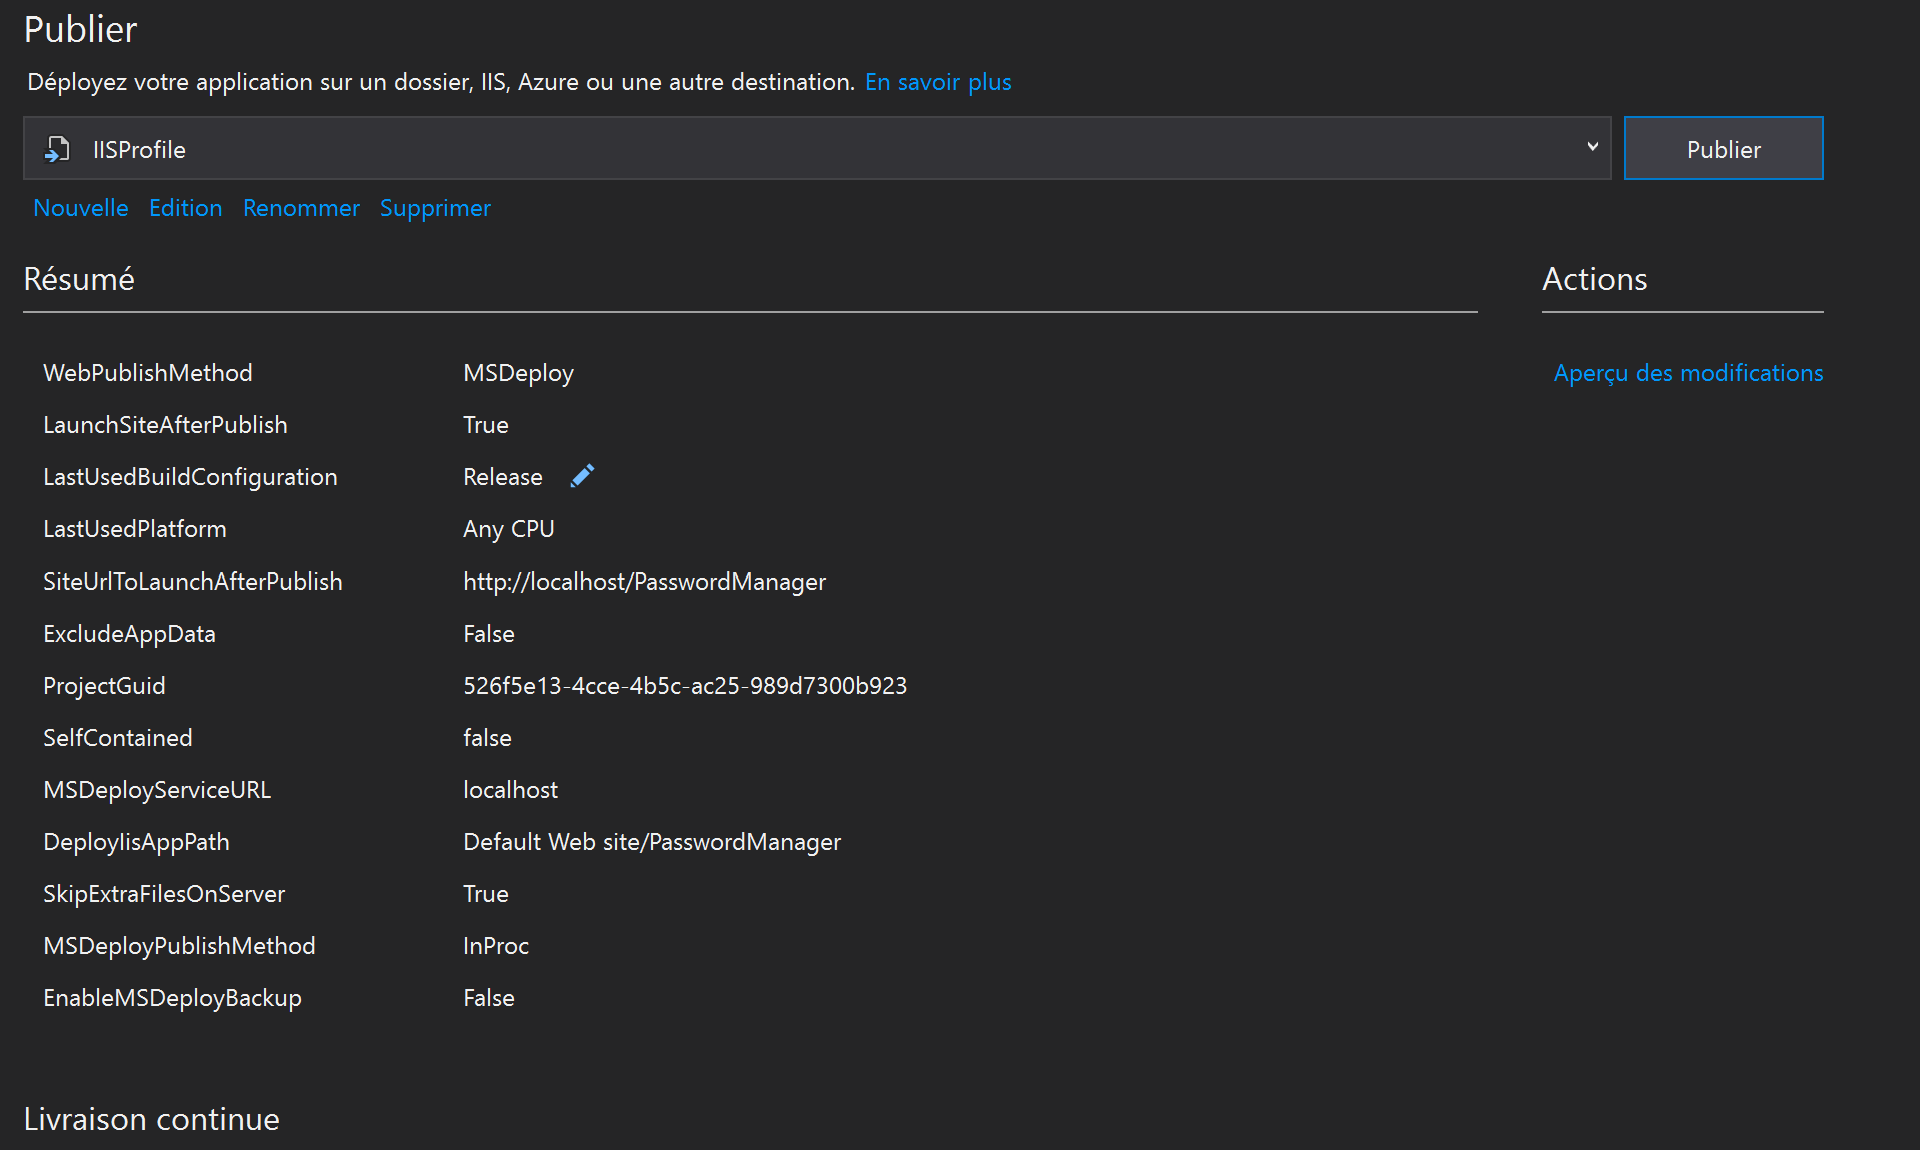 Publier
Déployez votre application sur un dossier, IIS, Azure ou une autre destination. En savoir plus
IISProfile
Publier
Nouvelle Edition Renommer Supprimer
Résumé
Actions
WebPublishMethod MSDeploy
Aperçu des modifications
LaunchSiteAfterPublish True
LastUsedBuildConfiguration Release
LastUsedPlatform Any CPU
SiteUrlToLaunchAfterPublish http://localhost/PasswordManager
ExcludeAppData False
ProjectGuid 526f5e13-4cce-4b5c-ac25-989d7300b923
SelfContained false
MSDeployServiceURL localhost
DeployIisAppPath Default Web site/PasswordManager
SkipExtraFilesOnServer True
MSDeployPublishMethod InProc
EnableMSDeployBackup False
Livraison continue